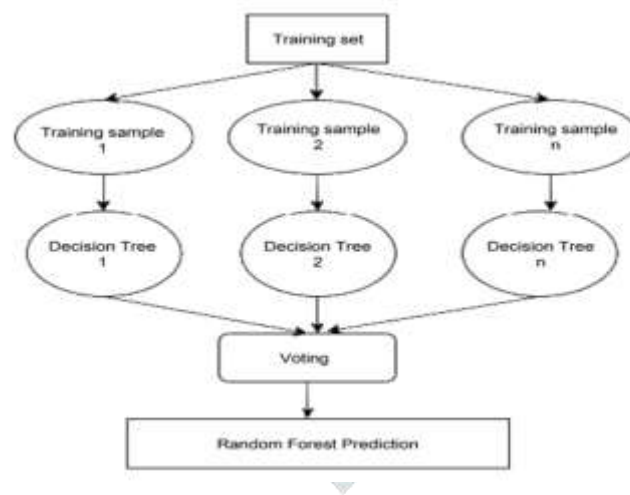 Training set
Training sample
1
Training sample
2
Training sample
n
Decision Tree
1
Decision Tree
2
Decision Tree
n
Voting
Random Forest Prediction